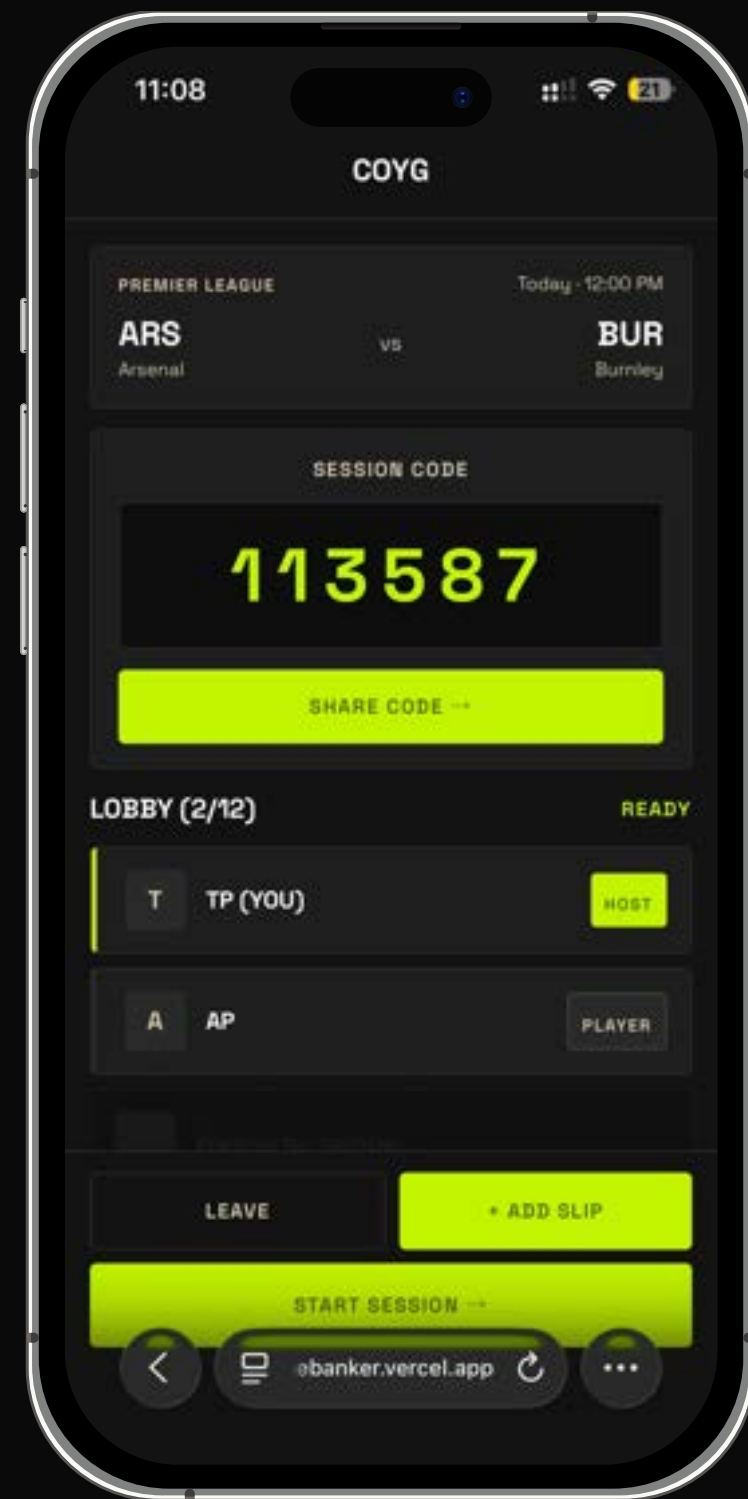 11:08
21
COYG
PREMIER LEAGUE
Today · 12:00 PM
ARS
vs
BUR
Arsenal
Burnley
SESSION CODE
113587
SHARE CODE →
LOBBY (2/12)
READY
T
TP (YOU)
HOST
A
AP
PLAYER
LEAVE
+ ADD SLIP
START SESSION →
ebanker.vercel.app